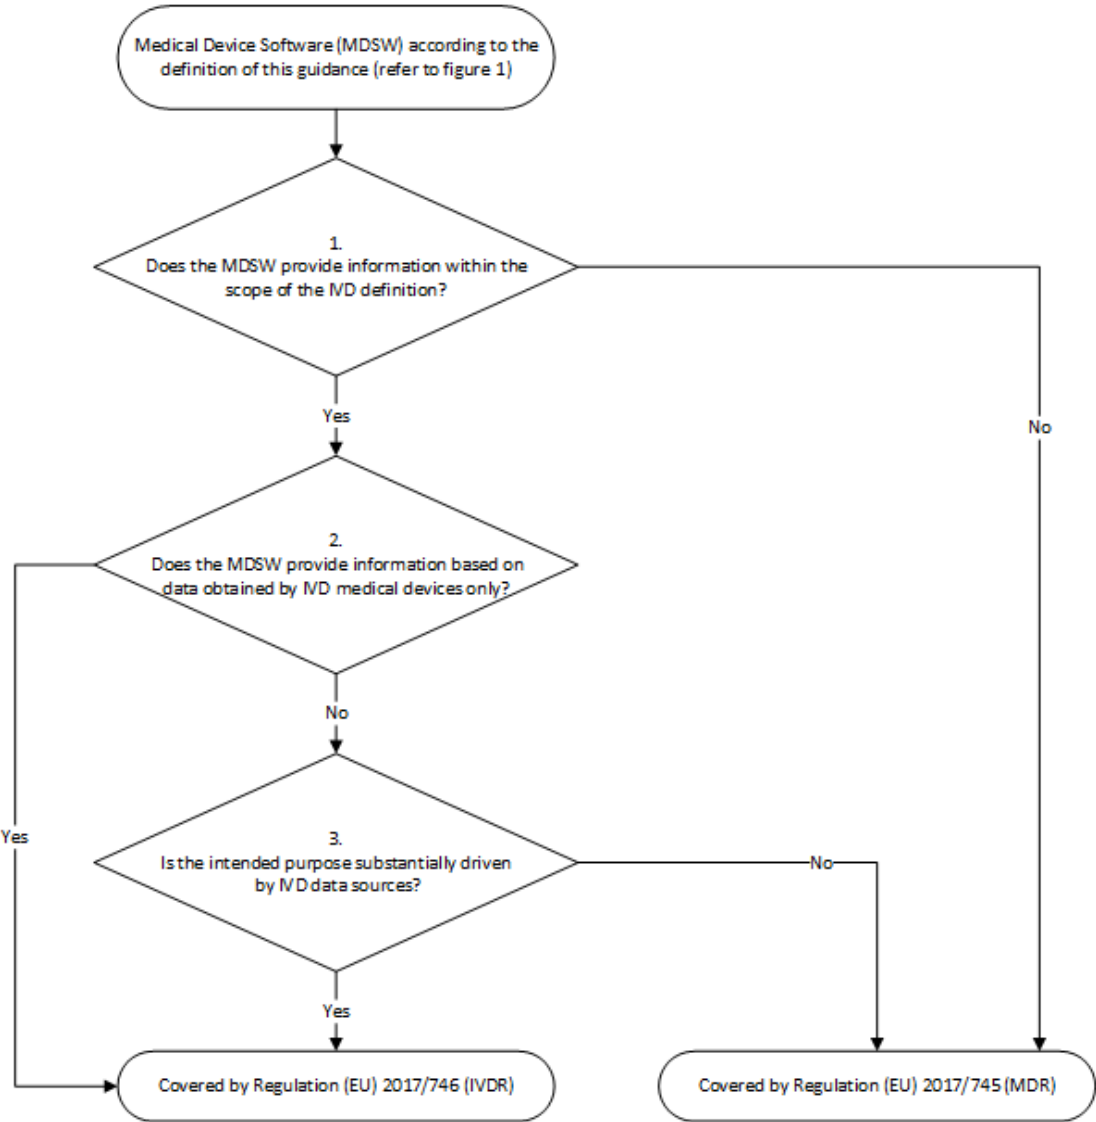 Medical Device Software (MDSW) according to the
definition of this guidance (refer to figure 1)
1.
Does the MDSW provide information within the
scope of the IVD definition?
Yes
No
2.
Does the MDSW provide information based on
data obtained by IVD medical devices only?
No
Yes
3.
Is the intended purpose substantially driven
by IVD data sources?
No
Yes
Covered by Regulation (EU) 2017/746 (IVDR)
Covered by Regulation (EU) 2017/745 (MDR)